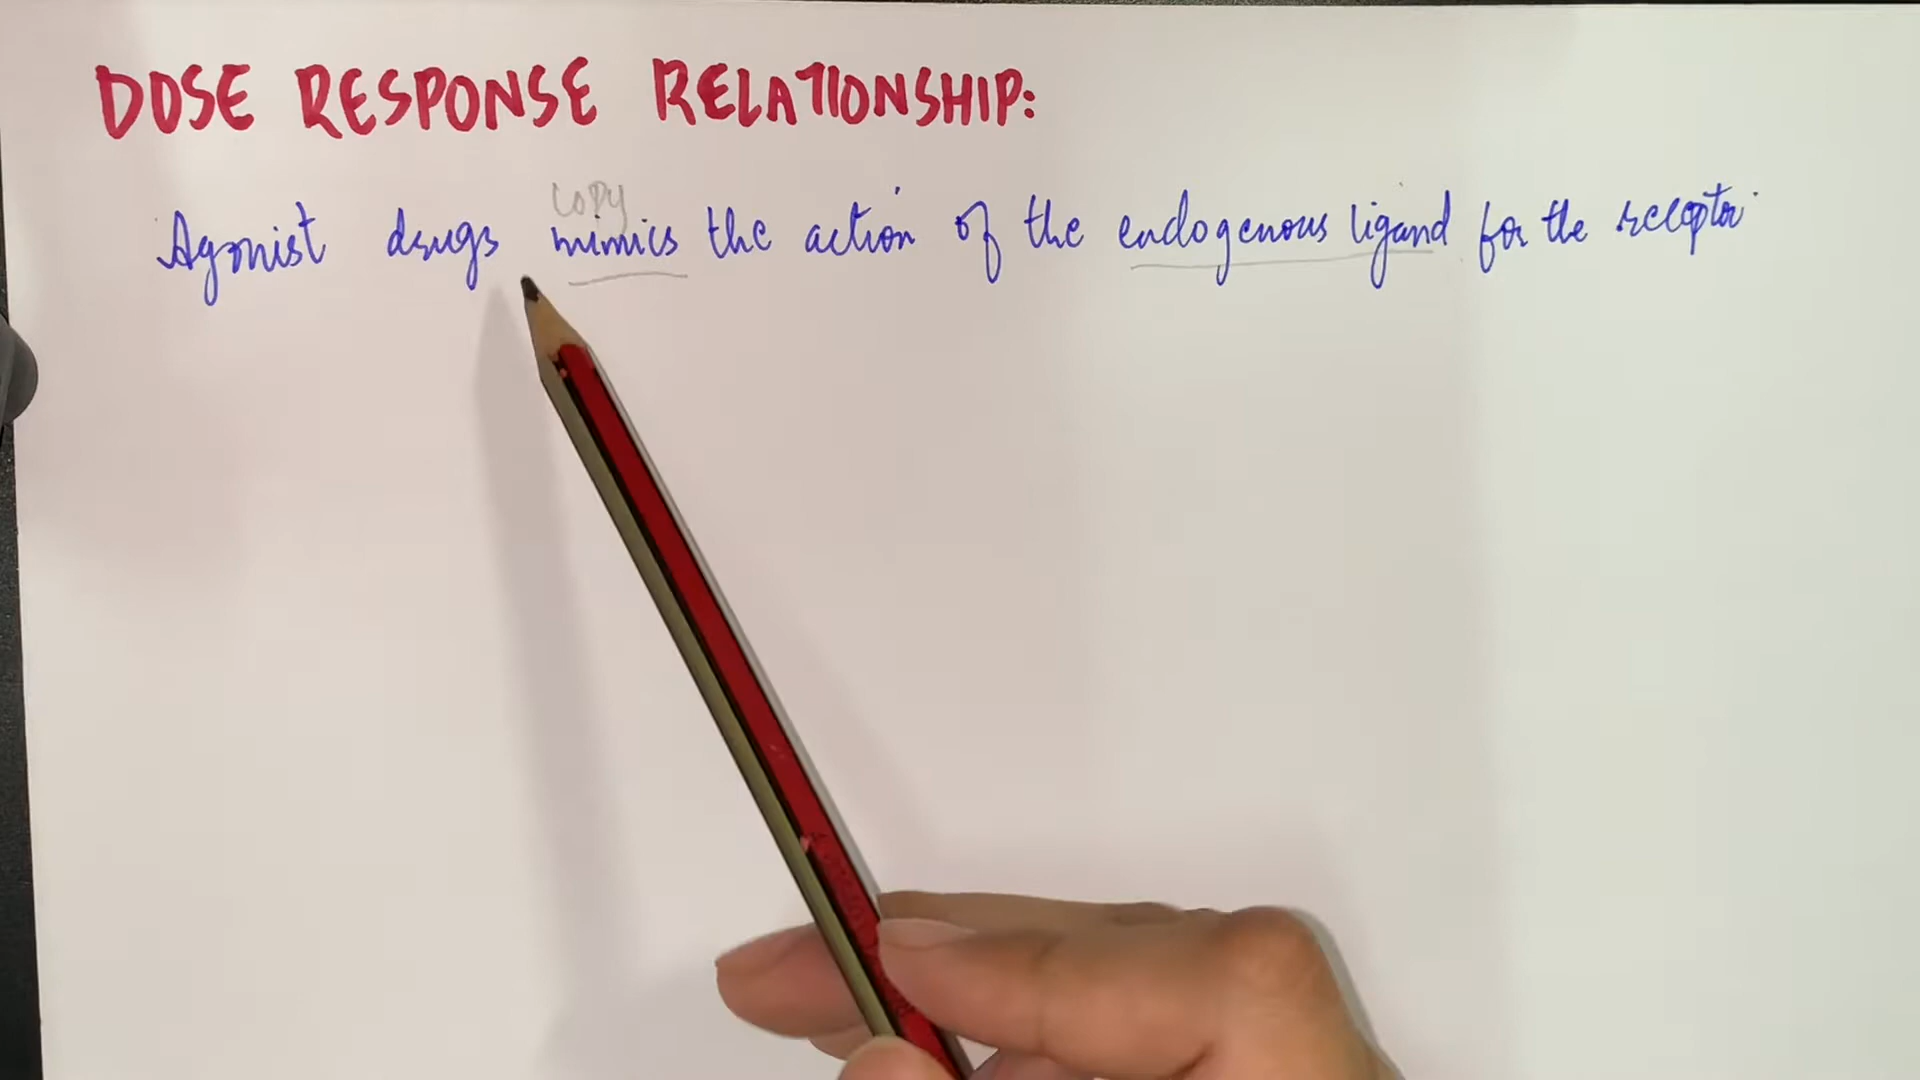 DOSE RESPONSE RELATIONSHIP:
copy
Agonist drugs mimics the action of the endogenous ligand for the receptor